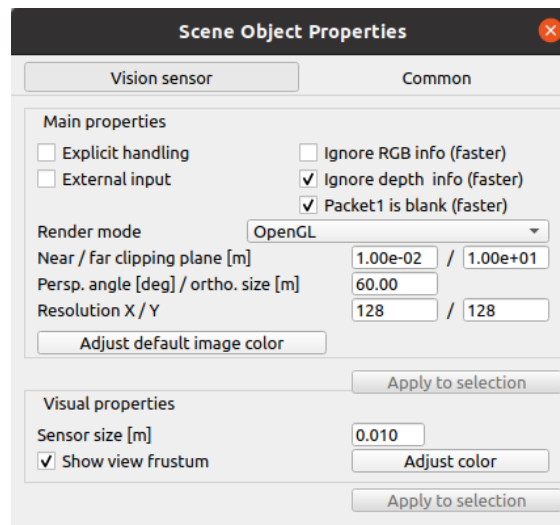 Scene Object Properties
Vision sensor Common
Main properties
Explicit handling Ignore RGB info (faster)
External input Ignore depth info (faster)
Packet1 is blank (faster)
Render mode OpenGL
Near / far clipping plane [m] 1.00e-02 / 1.00e+01
Persp. angle [deg] / ortho. size [m] 60.00
Resolution X / Y 128 / 128
Adjust default image color
Apply to selection
Visual properties
Sensor size [m] 0.010
Show view frustum Adjust color
Apply to selection